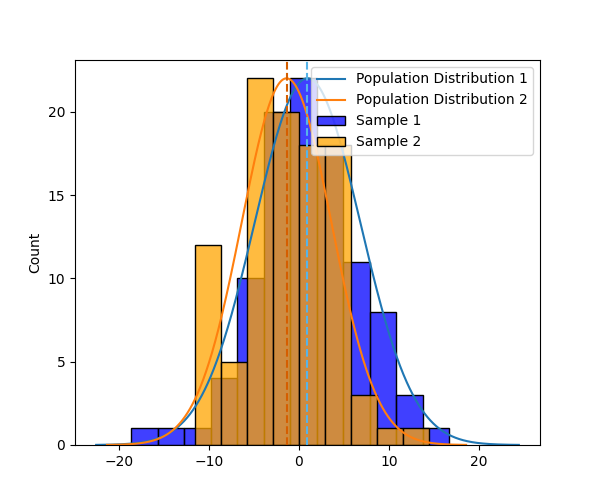 Population Distribution 1
Population Distribution 2
Sample 1
Sample 2
Count
20
15
10
5
0
−20
−10
0
10
20